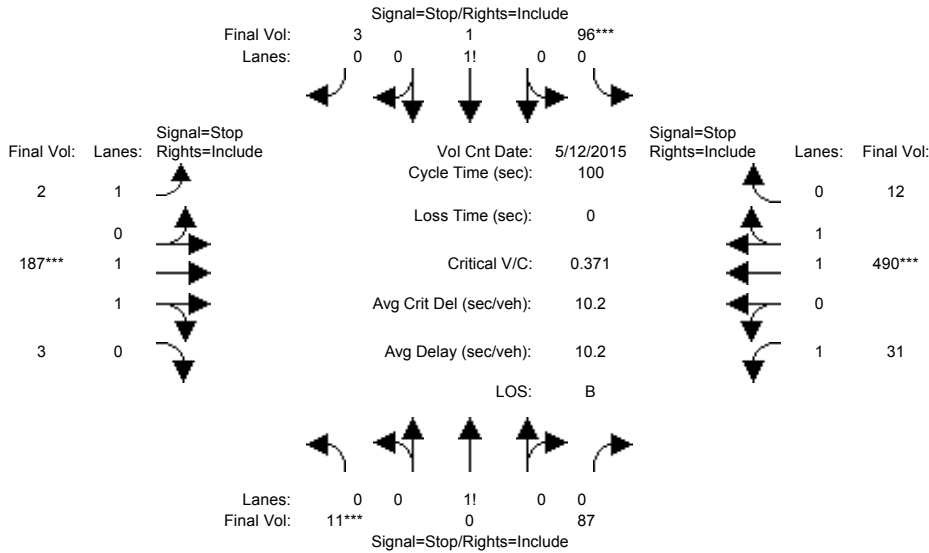 Signal=Stop/Rights=Include
Final Vol: 3 1 96***
Lanes: 0 0 1! 0 0
Signal=Stop Signal=Stop
Final Vol: Lanes: Rights=Include Vol Cnt Date: 5/12/2015 Rights=Include Lanes: Final Vol:
Cycle Time (sec): 100
2 1 0 12
Loss Time (sec): 0
0 1
187*** 1 Critical V/C: 0.371 1 490***
1 Avg Crit Del (sec/veh): 10.2 0
3 0 Avg Delay (sec/veh): 10.2 1 31
LOS: B
Lanes: 0 0 1! 0 0
Final Vol: 11*** 0 87
Signal=Stop/Rights=Include